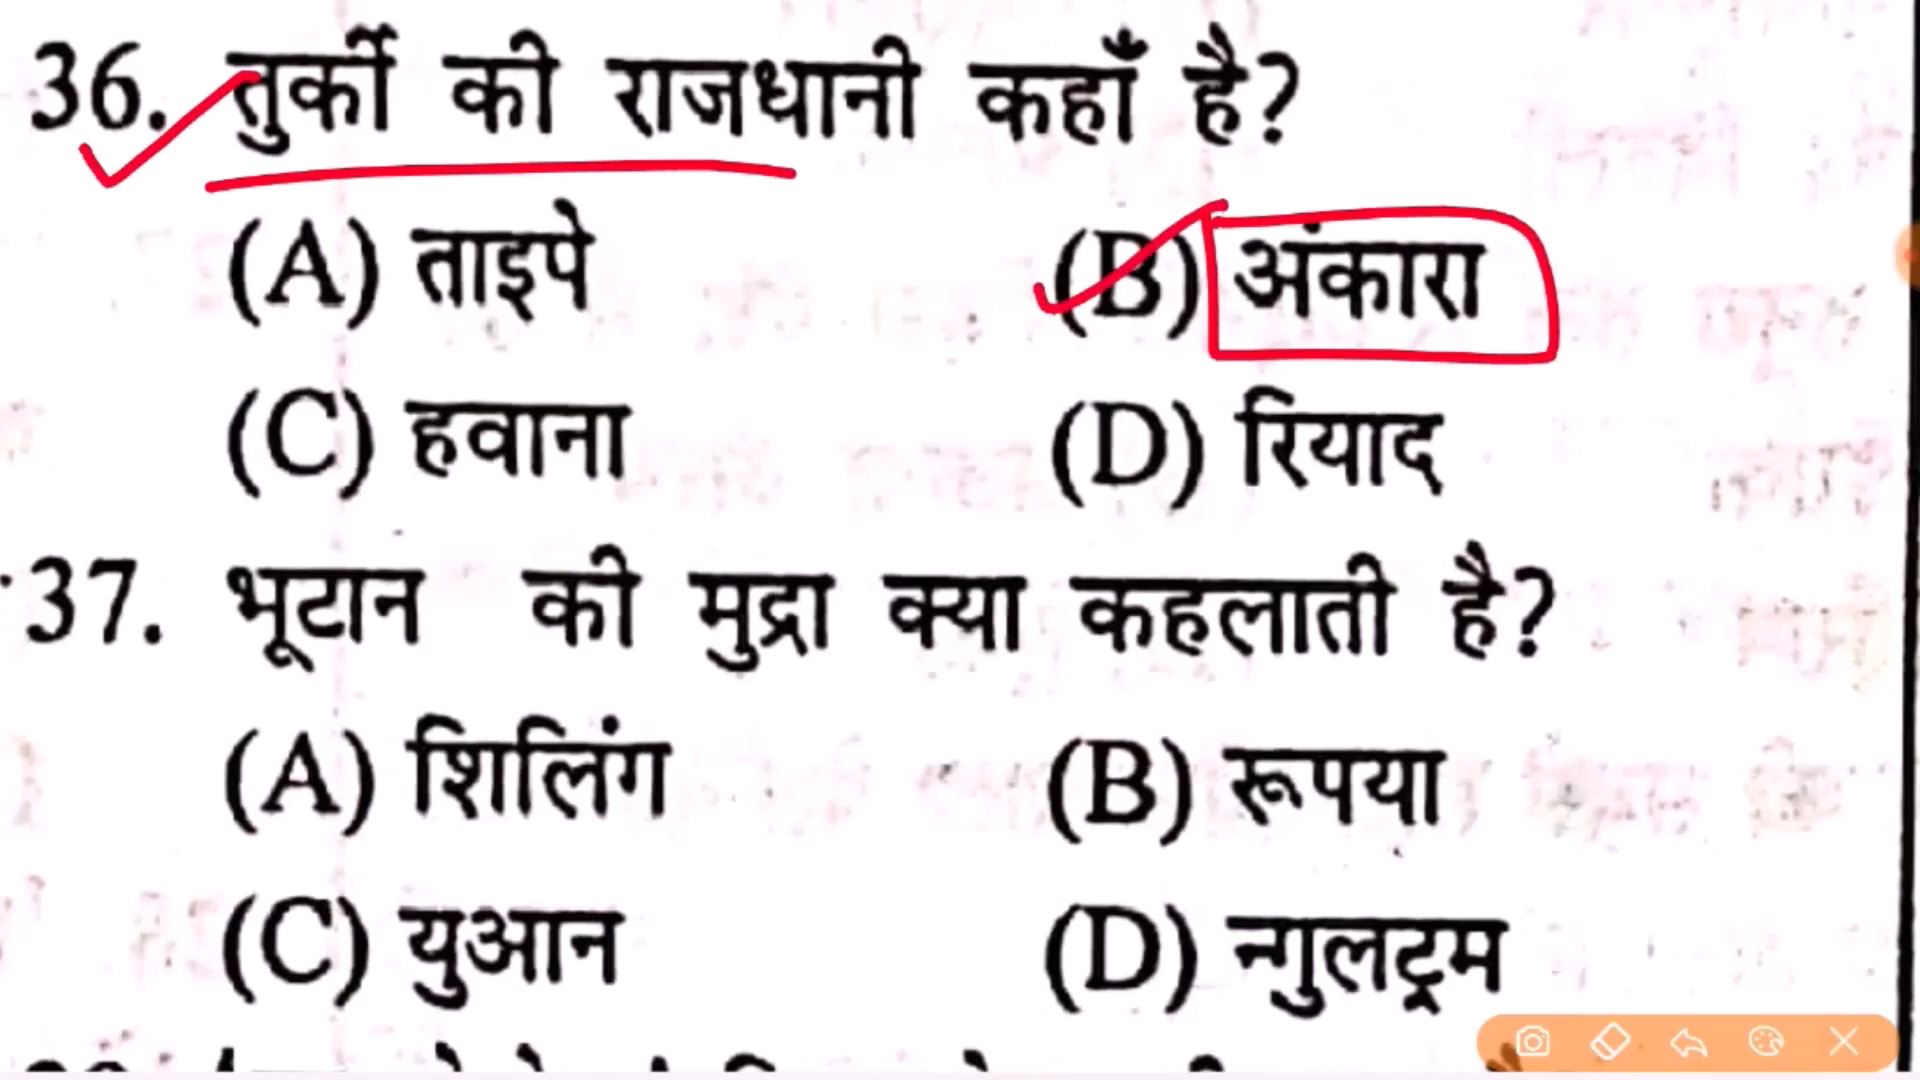 36. तुर्की की राजधानी कहाँ है?
(A) ताइपे (B) अंकारा
(C) हवाना (D) रियाद
37. भूटान की मुद्रा क्या कहलाती है?
(A) शिलिंग (B) रूपया
(C) युआन (D) न्गुलट्रम